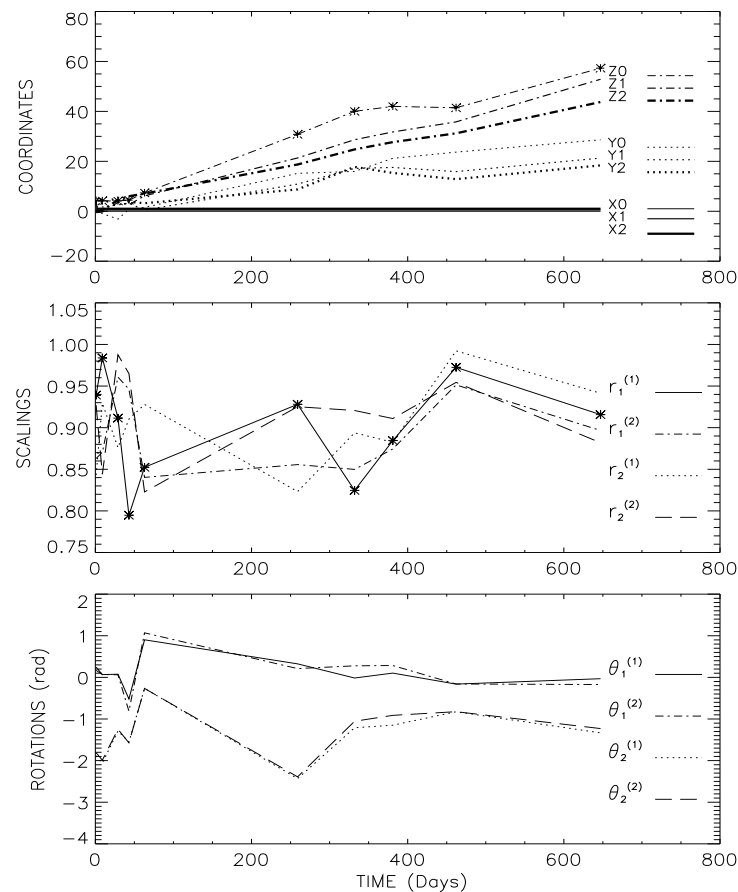 80
60
40
20
0
−20
COORDINATES
Z0
Z1
Z2
Y0
Y1
Y2
X0
X1
X2
0 200 400 600 800
1.05
1.00
0.95
0.90
0.85
0.80
0.75
SCALINGS
r₁⁽¹⁾
r₁⁽²⁾
r₂⁽¹⁾
r₂⁽²⁾
0 200 400 600 800
2
1
0
−1
−2
−3
−4
ROTATIONS (rad)
θ₁⁽¹⁾
θ₁⁽²⁾
θ₂⁽¹⁾
θ₂⁽²⁾
0 200 400 600 800
TIME (Days)